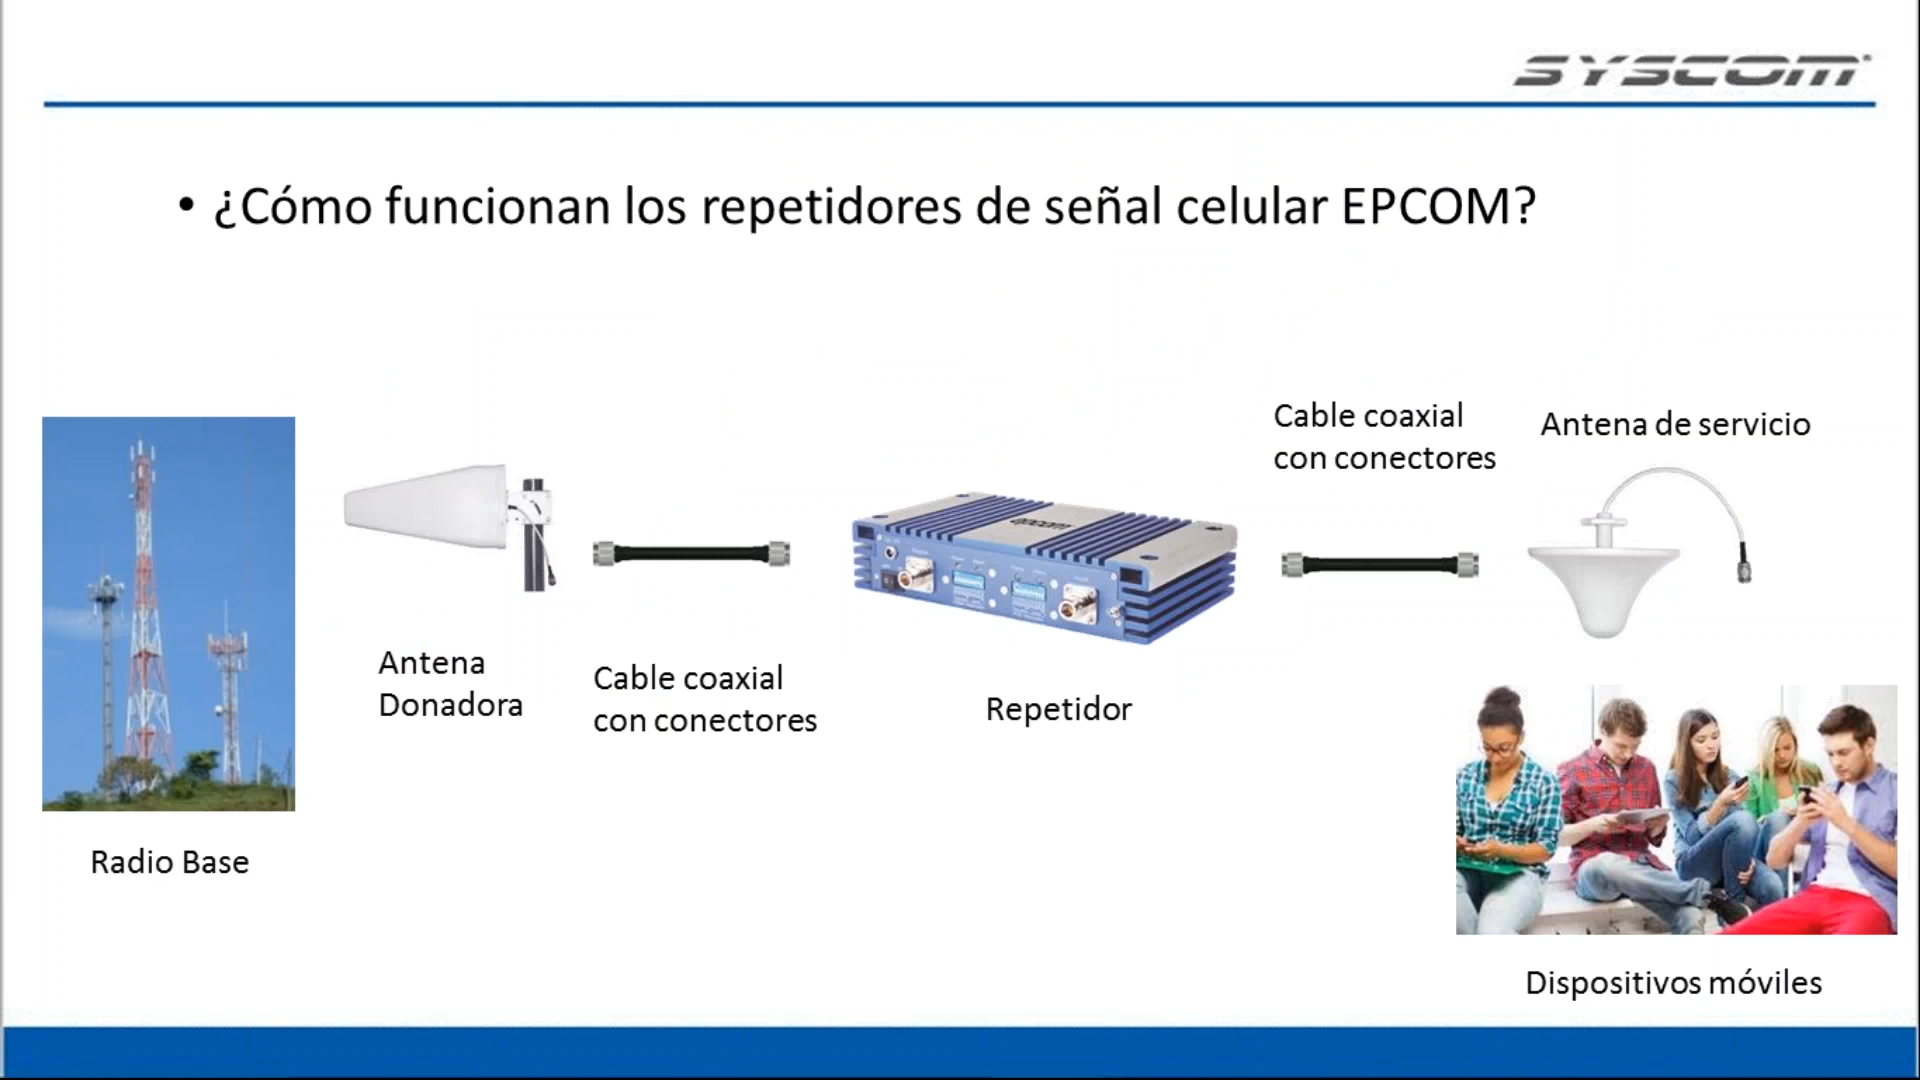 SYSCOM
• ¿Cómo funcionan los repetidores de señal celular EPCOM?
Cable coaxial
con conectores
Antena de servicio
epcom
Antena
Donadora
Cable coaxial
con conectores
Repetidor
Radio Base
Dispositivos móviles